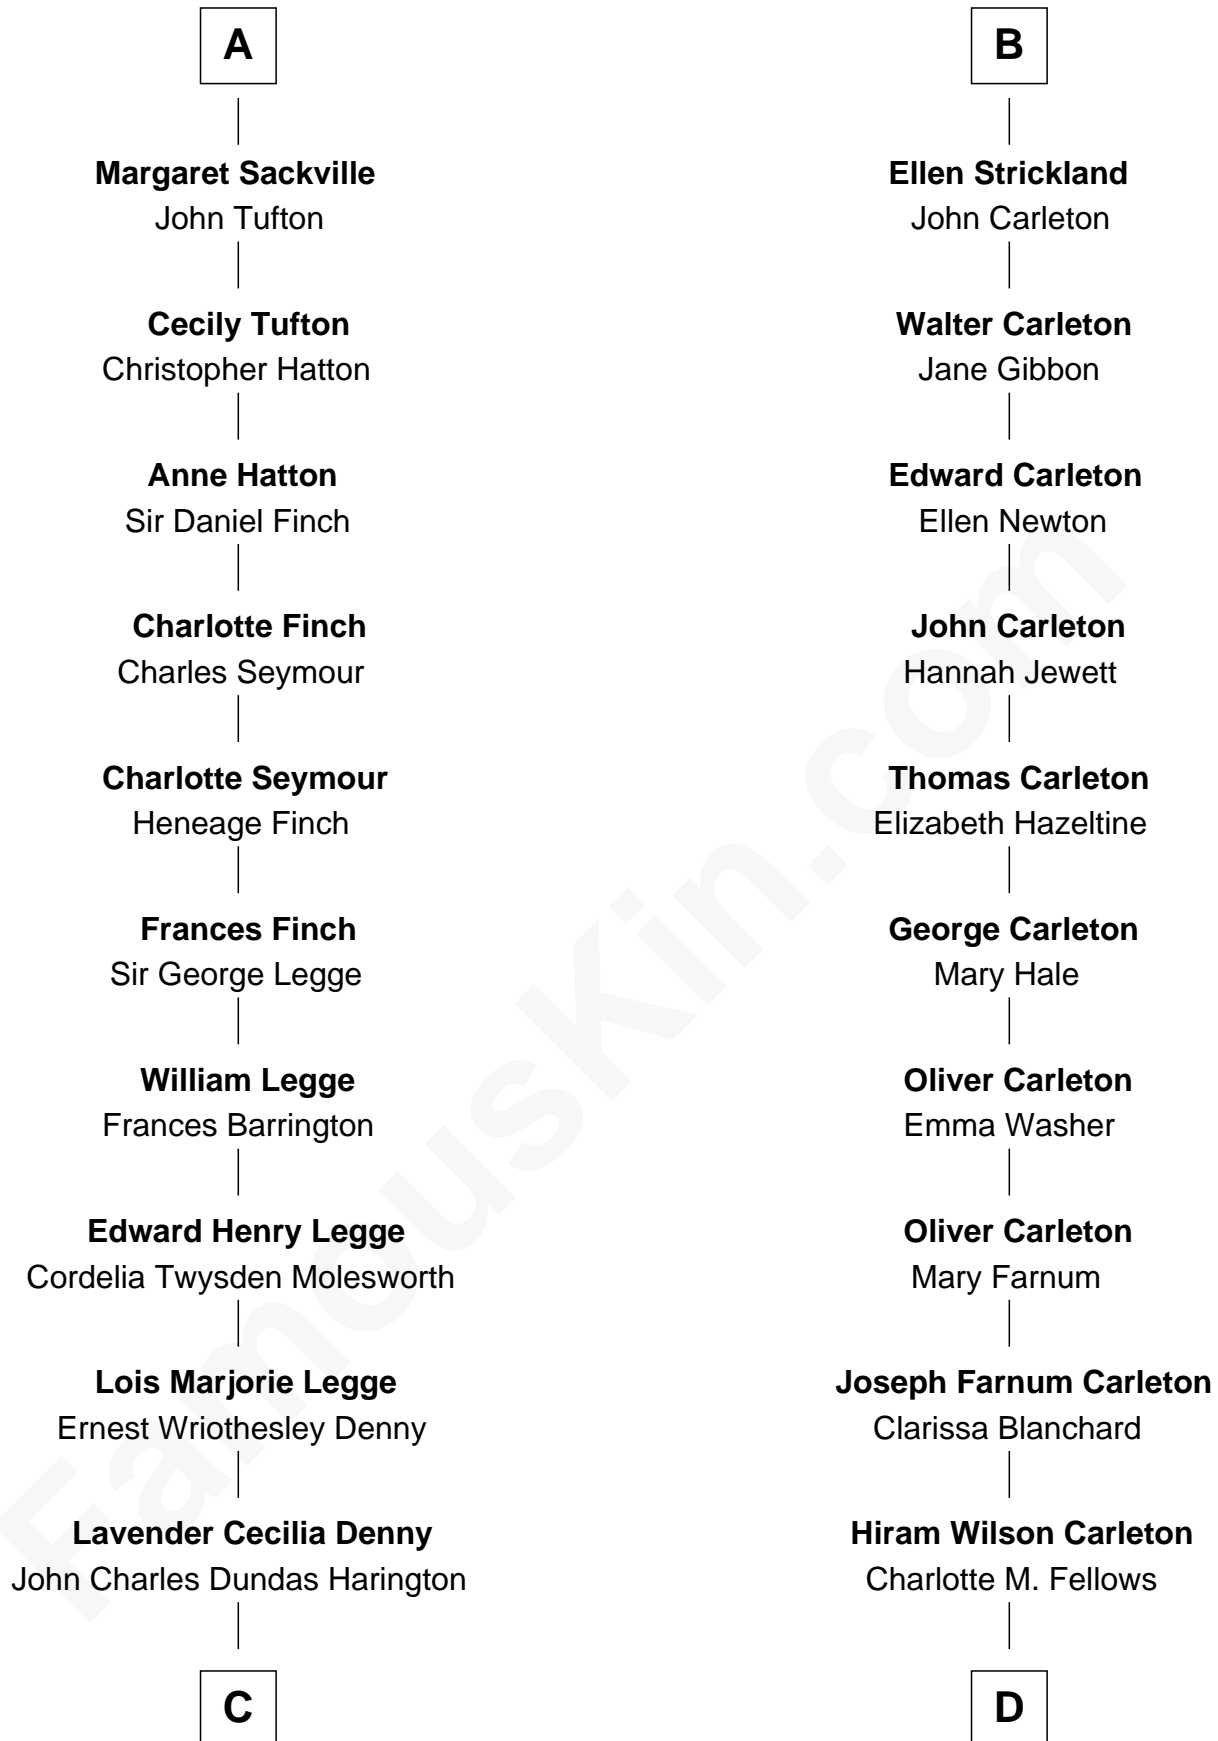 A
Margaret Sackville
John Tufton
Cecily Tufton
Christopher Hatton
Anne Hatton
Sir Daniel Finch
Charlotte Finch
Charles Seymour
Charlotte Seymour
Heneage Finch
Frances Finch
Sir George Legge
William Legge
Frances Barrington
Edward Henry Legge
Cordelia Twysden Molesworth
Lois Marjorie Legge
Ernest Wriothesley Denny
Lavender Cecilia Denny
John Charles Dundas Harington
C
B
Ellen Strickland
John Carleton
Walter Carleton
Jane Gibbon
Edward Carleton
Ellen Newton
John Carleton
Hannah Jewett
Thomas Carleton
Elizabeth Hazeltine
George Carleton
Mary Hale
Oliver Carleton
Emma Washer
Oliver Carleton
Mary Farnum
Joseph Farnum Carleton
Clarissa Blanchard
Hiram Wilson Carleton
Charlotte M. Fellows
D
FamousKin.com